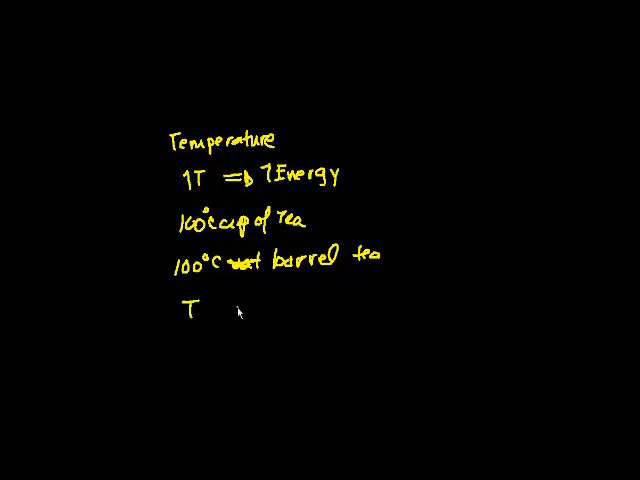 Temperature
↑T => ↑Energy
100°C cup of Tea
100°C barrel tea
T